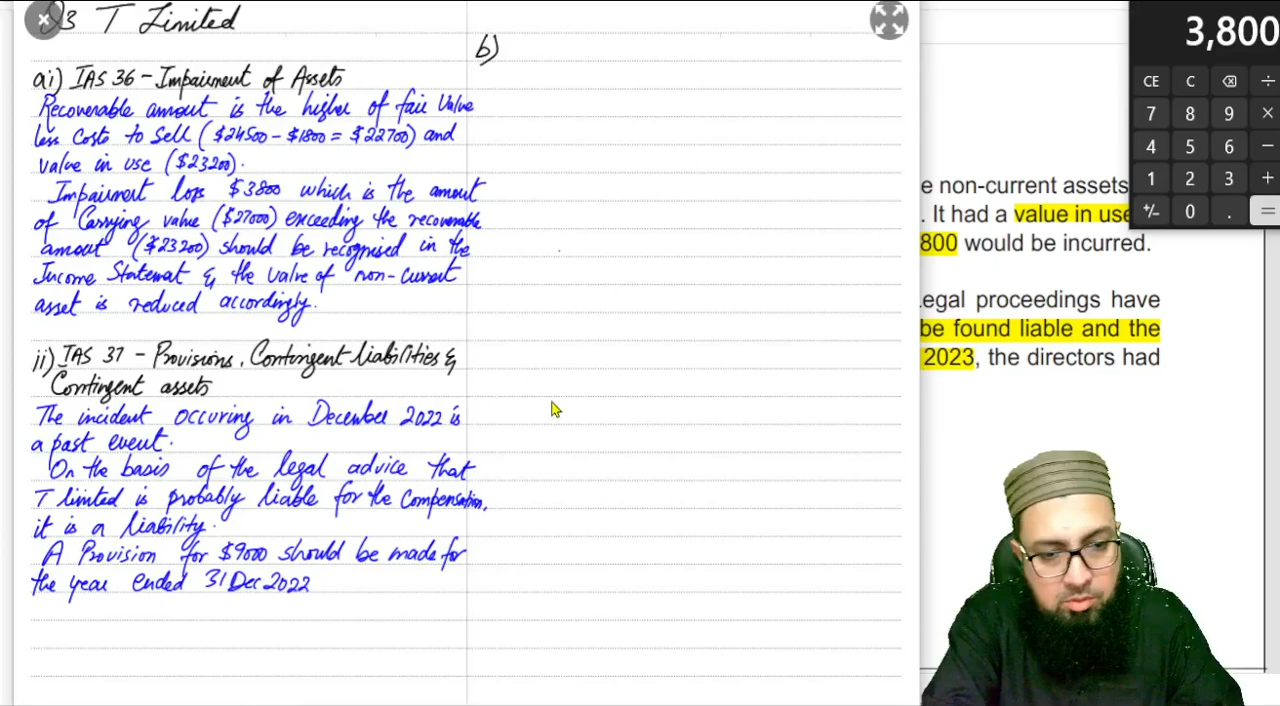 Q3 T Limited
ai) IAS 36 - Impairment of Assets
Recoverable amount is the higher of fair Value
less Costs to Sell ($24500 - $1800 = $22700) and
value in use ($23200).
Impairment loss $3800 which is the amount
of Carrying value ($27000) exceeding the recoverable
amount ($23200) should be recognised in the
Income Statemat & the value of non-current
asset is reduced accordingly.
ii) IAS 37 - Provisions, Contingent liabilities &
Contingent assets
The incident occuring in December 2022 is
a past event.
On the basis of the legal advice that
T limited is probably liable for the Compensation,
it is a liability.
A Provision for $9000 should be made for
the year ended 31 Dec 2022
b)
3,800
CE C ⌫ ÷
7 8 9 ×
4 5 6 −
1 2 3 +
+/- 0 . =
e non-current assets
. It had a value in use
800 would be incurred.
Legal proceedings have
be found liable and the
2023, the directors had